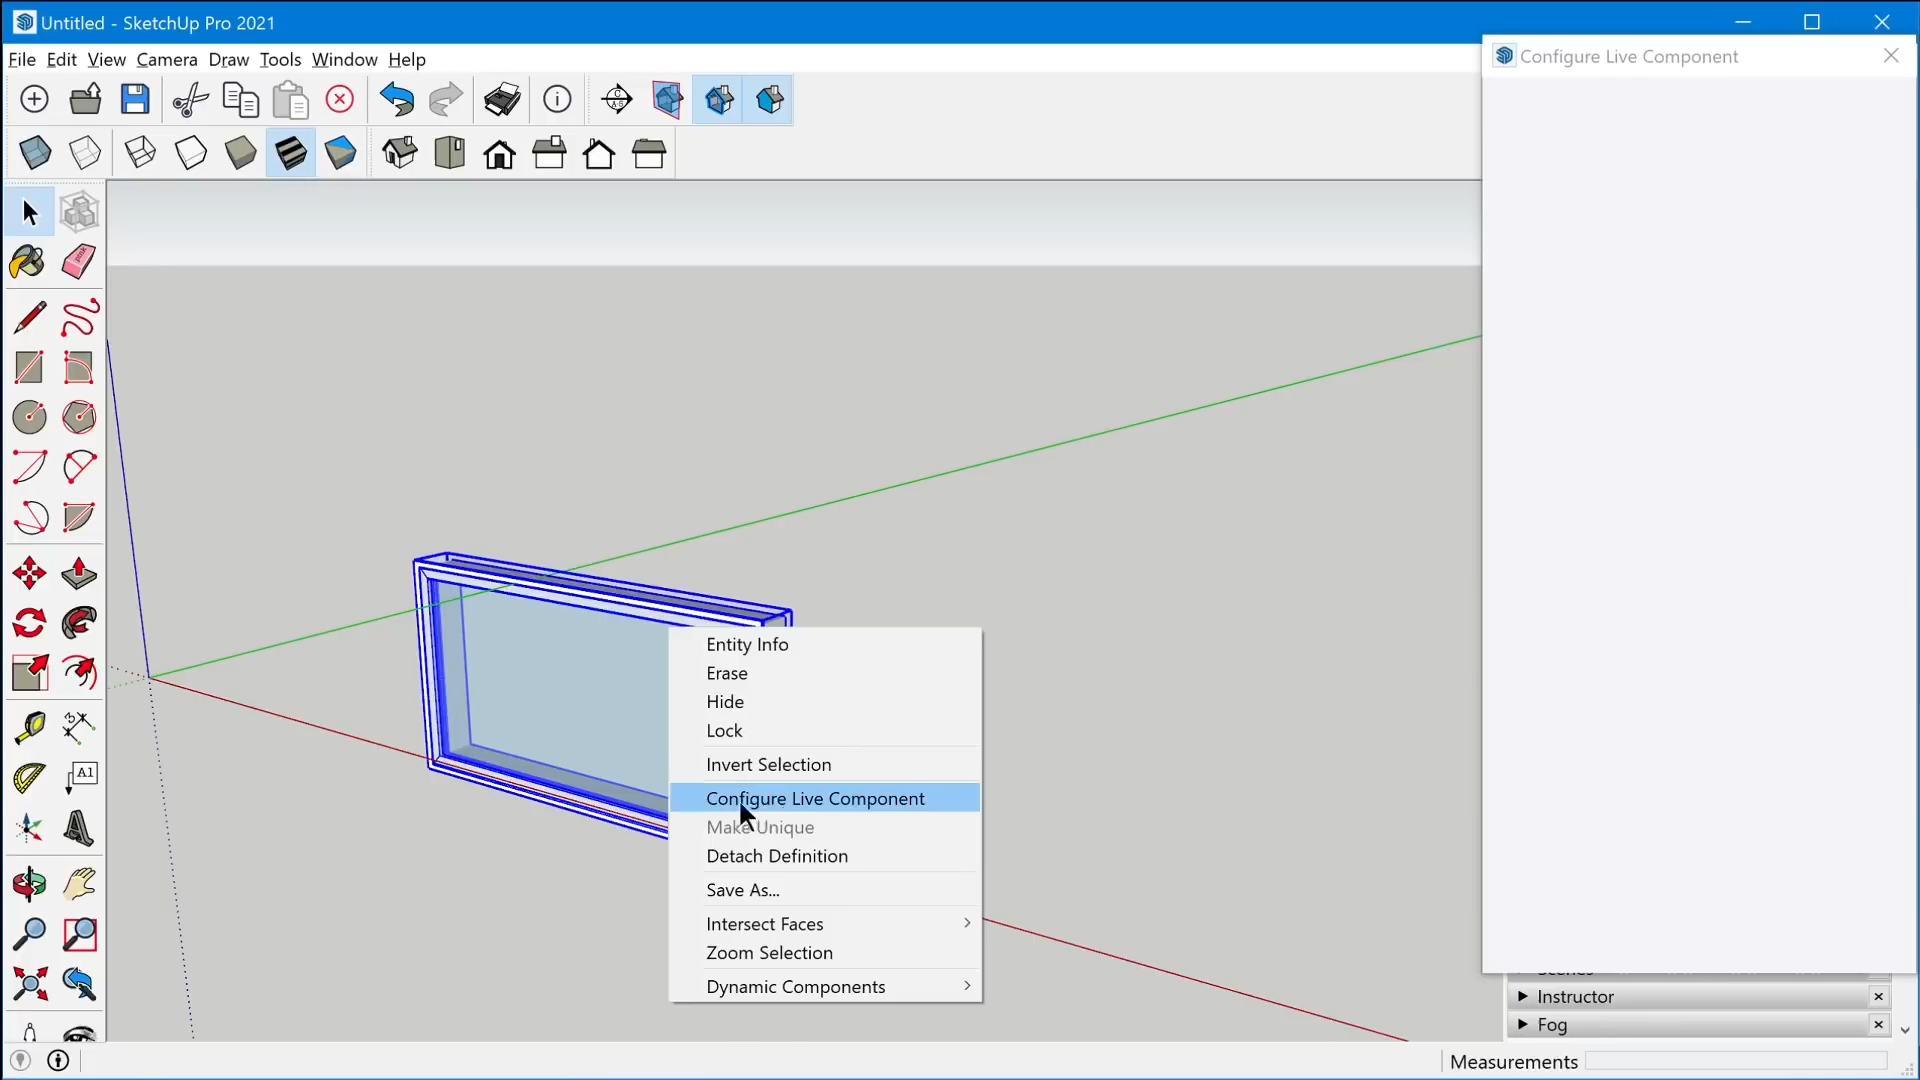 Untitled - SketchUp Pro 2021
File Edit View Camera Draw Tools Window Help
Configure Live Component
Entity Info
Erase
Hide
Lock
Invert Selection
Configure Live Component
Make Unique
Detach Definition
Save As...
Intersect Faces
Zoom Selection
Dynamic Components
A1
Scenes
Instructor
Fog
Measurements